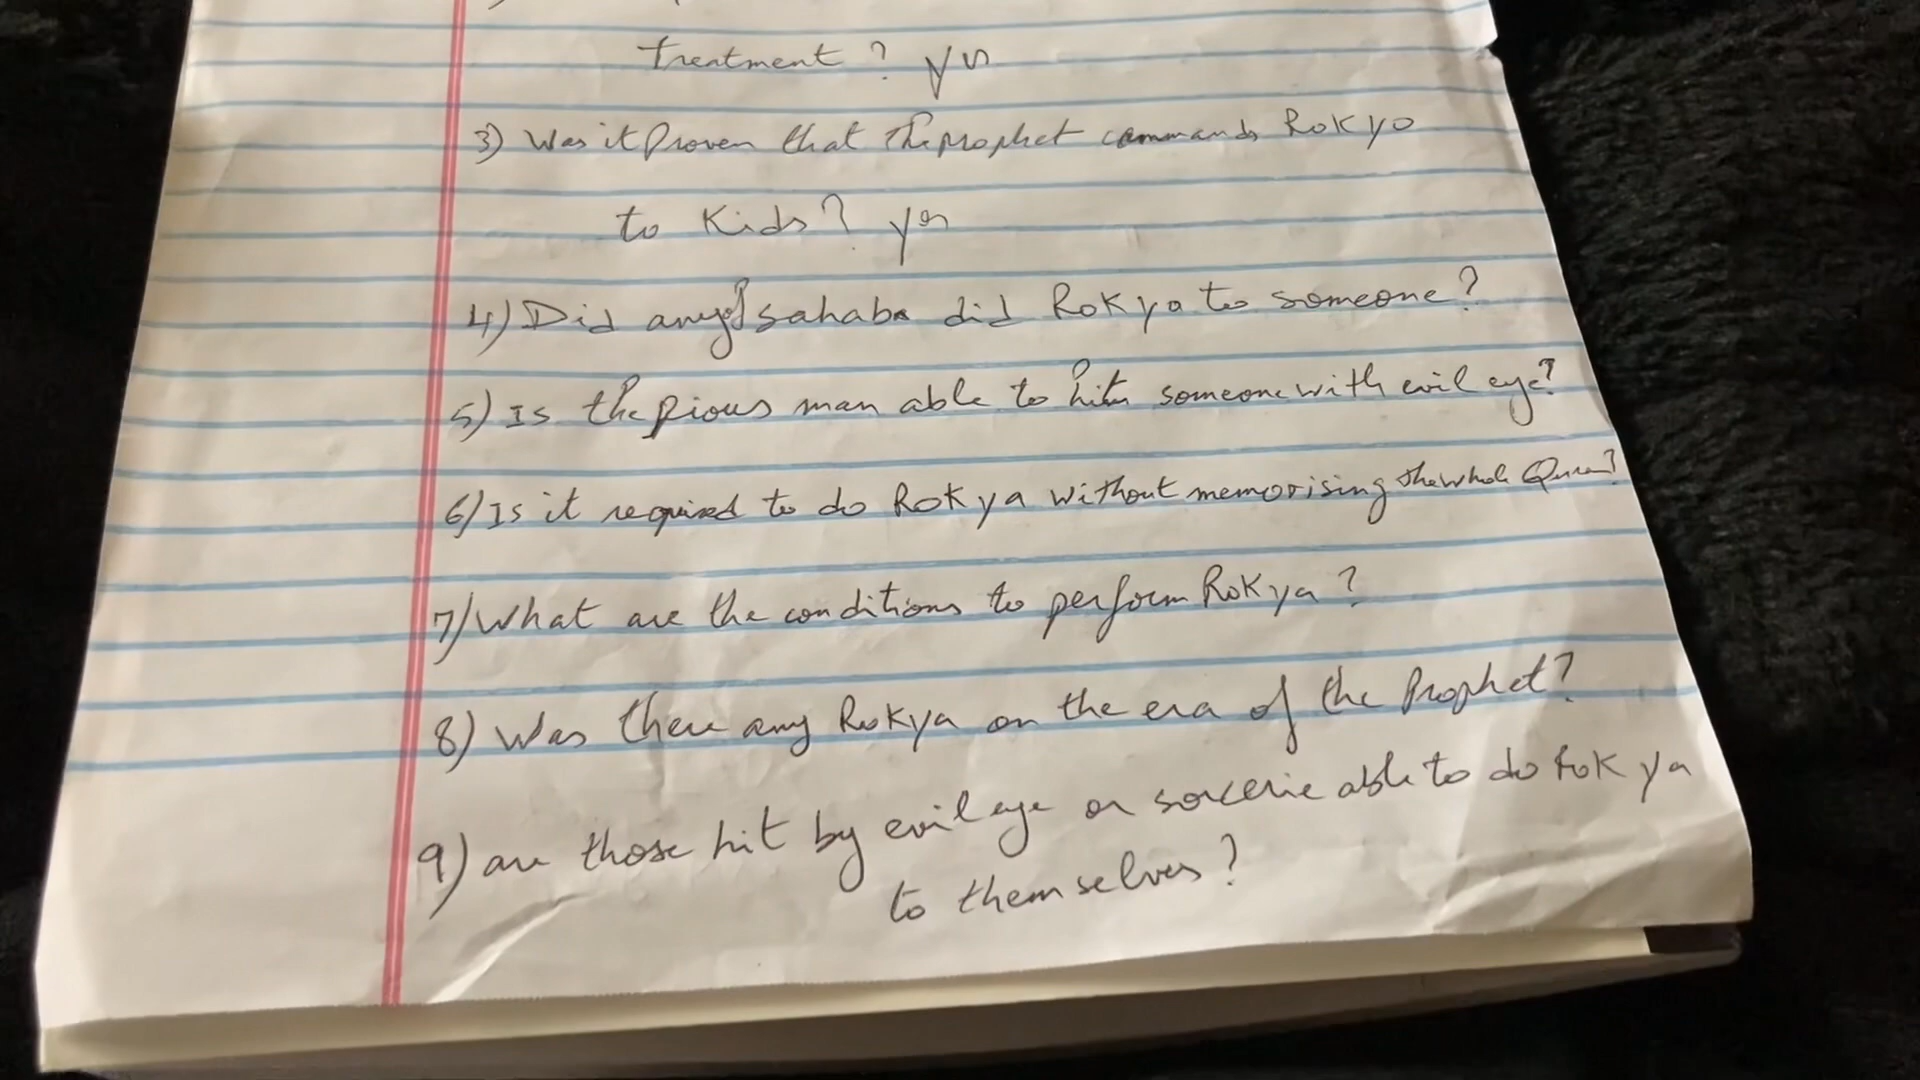 Treatment? yes
3) Was it Proven that the prophet commands Rokya
to Kids? yes
4) Did any of sahaba did Rokya to someone?
5) Is the pious man able to hit someone with evil eye?
6) Is it required to do Rokya without memorising the whole Quran?
7) What are the conditions to perform Rokya?
8) Was there any Rokya on the era of the Prophet?
9) are those hit by evil eye or sorcerie able to do Rokya
to themselves?